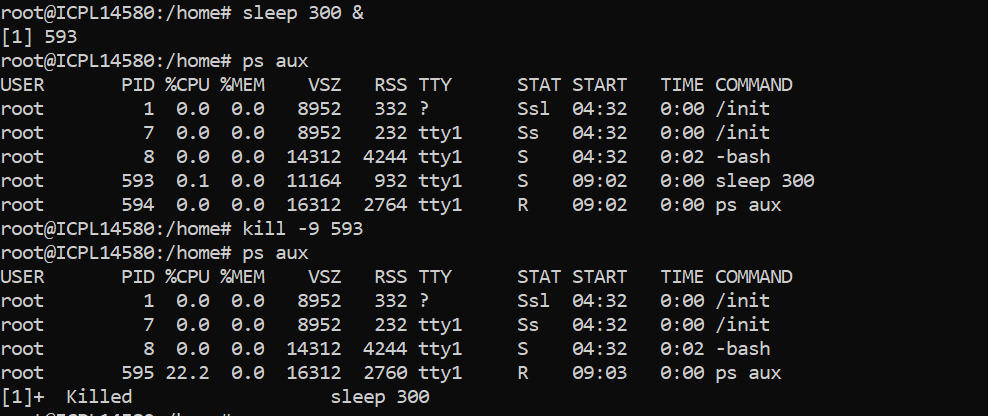 root@ICPL14580:/home# sleep 300 &
[1] 593
root@ICPL14580:/home# ps aux
USER       PID %CPU %MEM    VSZ   RSS TTY      STAT START   TIME COMMAND
root         1  0.0  0.0   8952   332 ?        Ssl  04:32   0:00 /init
root         7  0.0  0.0   8952   232 tty1     Ss   04:32   0:00 /init
root         8  0.0  0.0  14312  4244 tty1     S    04:32   0:02 -bash
root       593  0.1  0.0  11164   932 tty1     S    09:02   0:00 sleep 300
root       594  0.0  0.0  16312  2764 tty1     R    09:02   0:00 ps aux
root@ICPL14580:/home# kill -9 593
root@ICPL14580:/home# ps aux
USER       PID %CPU %MEM    VSZ   RSS TTY      STAT START   TIME COMMAND
root         1  0.0  0.0   8952   332 ?        Ssl  04:32   0:00 /init
root         7  0.0  0.0   8952   232 tty1     Ss   04:32   0:00 /init
root         8  0.0  0.0  14312  4244 tty1     S    04:32   0:02 -bash
root       595 22.2  0.0  16312  2760 tty1     R    09:03   0:00 ps aux
[1]+  Killed                  sleep 300